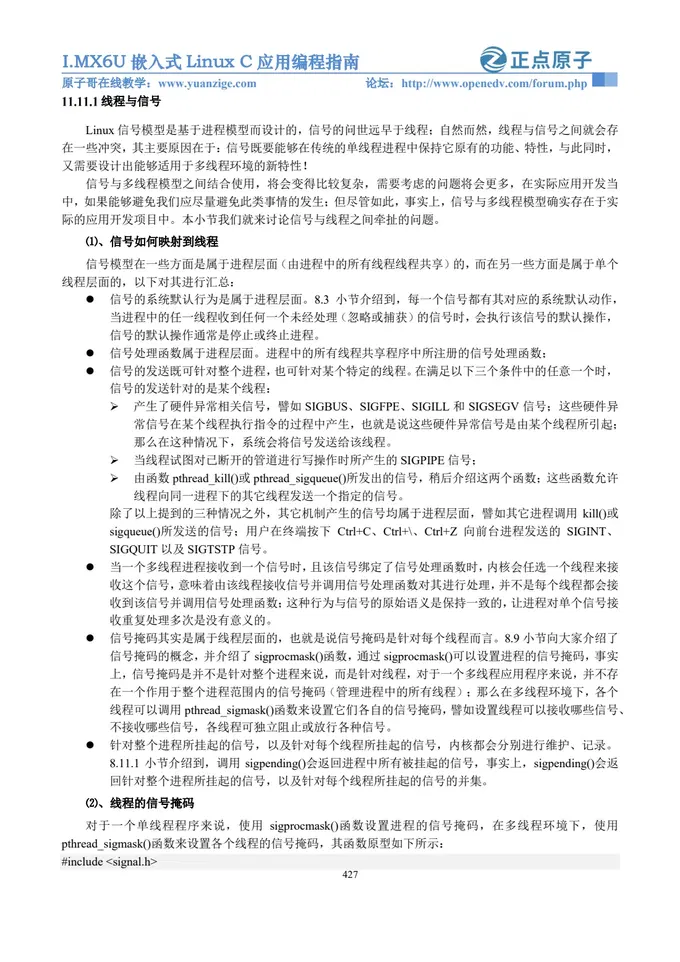 I.MX6U 嵌入式 Linux C 应用编程指南
正点原子
原子哥在线教学：www.yuanzige.com
论坛：http://www.openedv.com/forum.php
11.11.1 线程与信号
Linux 信号模型是基于进程模型而设计的，信号的问世远早于线程；自然而然，线程与信号之间就会存
在一些冲突，其主要原因在于：信号既要能够在传统的单线程进程中保持它原有的功能、特性，与此同时，
又需要设计出能够适用于多线程环境的新特性！
信号与多线程模型之间结合使用，将会变得比较复杂，需要考虑的问题将会更多，在实际应用开发当
中，如果能够避免我们应尽量避免此类事情的发生；但尽管如此，事实上，信号与多线程模型确实存在于实
际的应用开发项目中。本小节我们就来讨论信号与线程之间牵扯的问题。
⑴、信号如何映射到线程
信号模型在一些方面是属于进程层面（由进程中的所有线程线程共享）的，而在另一些方面是属于单个
线程层面的，以下对其进行汇总：
● 信号的系统默认行为是属于进程层面。8.3 小节介绍到，每一个信号都有其对应的系统默认动作，
当进程中的任一线程收到任何一个未经处理（忽略或捕获）的信号时，会执行该信号的默认操作，
信号的默认操作通常是停止或终止进程。
● 信号处理函数属于进程层面。进程中的所有线程共享程序中所注册的信号处理函数；
● 信号的发送既可针对整个进程，也可针对某个特定的线程。在满足以下三个条件中的任意一个时，
信号的发送针对的是某个线程：
➢ 产生了硬件异常相关信号，譬如 SIGBUS、SIGFPE、SIGILL 和 SIGSEGV 信号；这些硬件异
常信号在某个线程执行指令的过程中产生，也就是说这些硬件异常信号是由某个线程所引起；
那么在这种情况下，系统会将信号发送给该线程。
➢ 当线程试图对已断开的管道进行写操作时所产生的 SIGPIPE 信号；
➢ 由函数 pthread_kill()或 pthread_sigqueue()所发出的信号，稍后介绍这两个函数；这些函数允许
线程向同一进程下的其它线程发送一个指定的信号。
除了以上提到的三种情况之外，其它机制产生的信号均属于进程层面，譬如其它进程调用 kill()或
sigqueue()所发送的信号；用户在终端按下 Ctrl+C、Ctrl+\、Ctrl+Z 向前台进程发送的 SIGINT、
SIGQUIT 以及 SIGTSTP 信号。
● 当一个多线程进程接收到一个信号时，且该信号绑定了信号处理函数时，内核会任选一个线程来接
收这个信号，意味着由该线程接收信号并调用信号处理函数对其进行处理，并不是每个线程都会接
收到该信号并调用信号处理函数；这种行为与信号的原始语义是保持一致的，让进程对单个信号接
收重复处理多次是没有意义的。
● 信号掩码其实是属于线程层面的，也就是说信号掩码是针对每个线程而言。8.9 小节向大家介绍了
信号掩码的概念，并介绍了 sigprocmask()函数，通过 sigprocmask()可以设置进程的信号掩码，事实
上，信号掩码是并不是针对整个进程来说，而是针对线程，对于一个多线程应用程序来说，并不存
在一个作用于整个进程范围内的信号掩码（管理进程中的所有线程）；那么在多线程环境下，各个
线程可以调用 pthread_sigmask()函数来设置它们各自的信号掩码，譬如设置线程可以接收哪些信号、
不接收哪些信号，各线程可独立阻止或放行各种信号。
● 针对整个进程所挂起的信号，以及针对每个线程所挂起的信号，内核都会分别进行维护、记录。
8.11.1 小节介绍到，调用 sigpending()会返回进程中所有被挂起的信号，事实上，sigpending()会返
回针对整个进程所挂起的信号，以及针对每个线程所挂起的信号的并集。
⑵、线程的信号掩码
对于一个单线程程序来说，使用 sigprocmask()函数设置进程的信号掩码，在多线程环境下，使用
pthread_sigmask()函数来设置各个线程的信号掩码，其函数原型如下所示：
#include <signal.h>
427